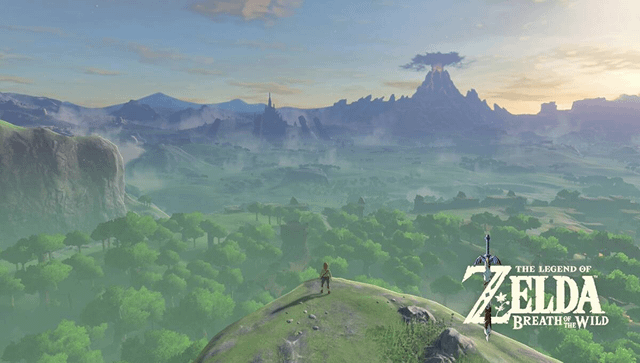 THE LEGEND OF
ZELDA
BREATH OF THE WILD